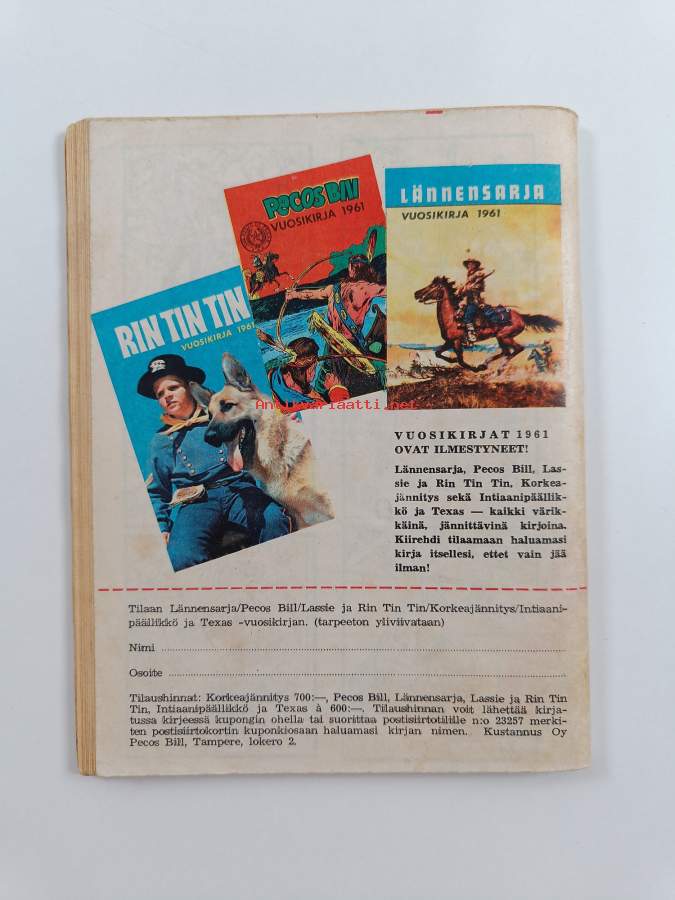 PECOS BILL
VUOSIKIRJA 1961
LÄNNENSARJA
VUOSIKIRJA 1961
RIN TIN TIN
VUOSIKIRJA 1961
Antikvariaatti.net
VUOSIKIRJAT 1961
OVAT ILMESTYNEET!
Lännensarja, Pecos Bill, Las-
sie ja Rin Tin Tin, Korkea-
jännitys sekä Intiaanipäällik-
kö ja Texas — kaikki värik-
käinä, jännittävinä kirjoina.
Kiirehdi tilaamaan haluamasi
kirja itsellesi, ettet vain jää
ilman!
Tilaan Lännensarja/Pecos Bill/Lassie ja Rin Tin Tin/Korkeajännitys/Intiaani-
päällikkö ja Texas -vuosikirjan. (tarpeeton yliviivataan)
Nimi
Osoite
Tilaushinnat: Korkeajännitys 700:—, Pecos Bill, Lännensarja, Lassie ja Rin Tin
Tin, Intiaanipäällikkö ja Texas à 600:—. Tilaushinnan voit lähettää kirja-
tussa kirjeessä kupongin ohella tai suorittaa postisiirtotilille n:o 23257 merki-
ten postisiirtokortin kuponkiosaan haluamasi kirjan nimen. Kustannus Oy
Pecos Bill, Tampere, lokero 2.